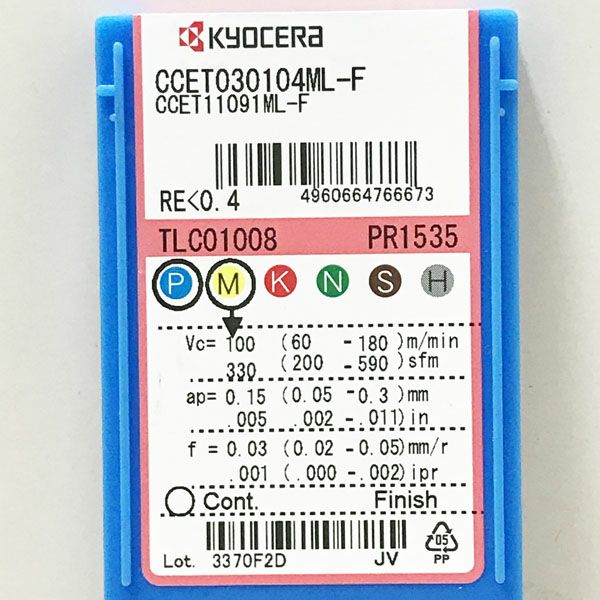 KYOCERA
CCET030104ML-F
CCET11091ML-F
RE<0.4
4960664766673
TLC01008 PR1535
P M K N S H
Vc= 100 (60 -180)m/min
330 (200 -590)sfm
ap= 0.15 (0.05 -0.3)mm
.005 .002 -.011)in
f = 0.03 (0.02 -0.05)mm/r
.001 (.000 -.002)ipr
Cont. Finish
Lot. 3370F2D JV
05
PP